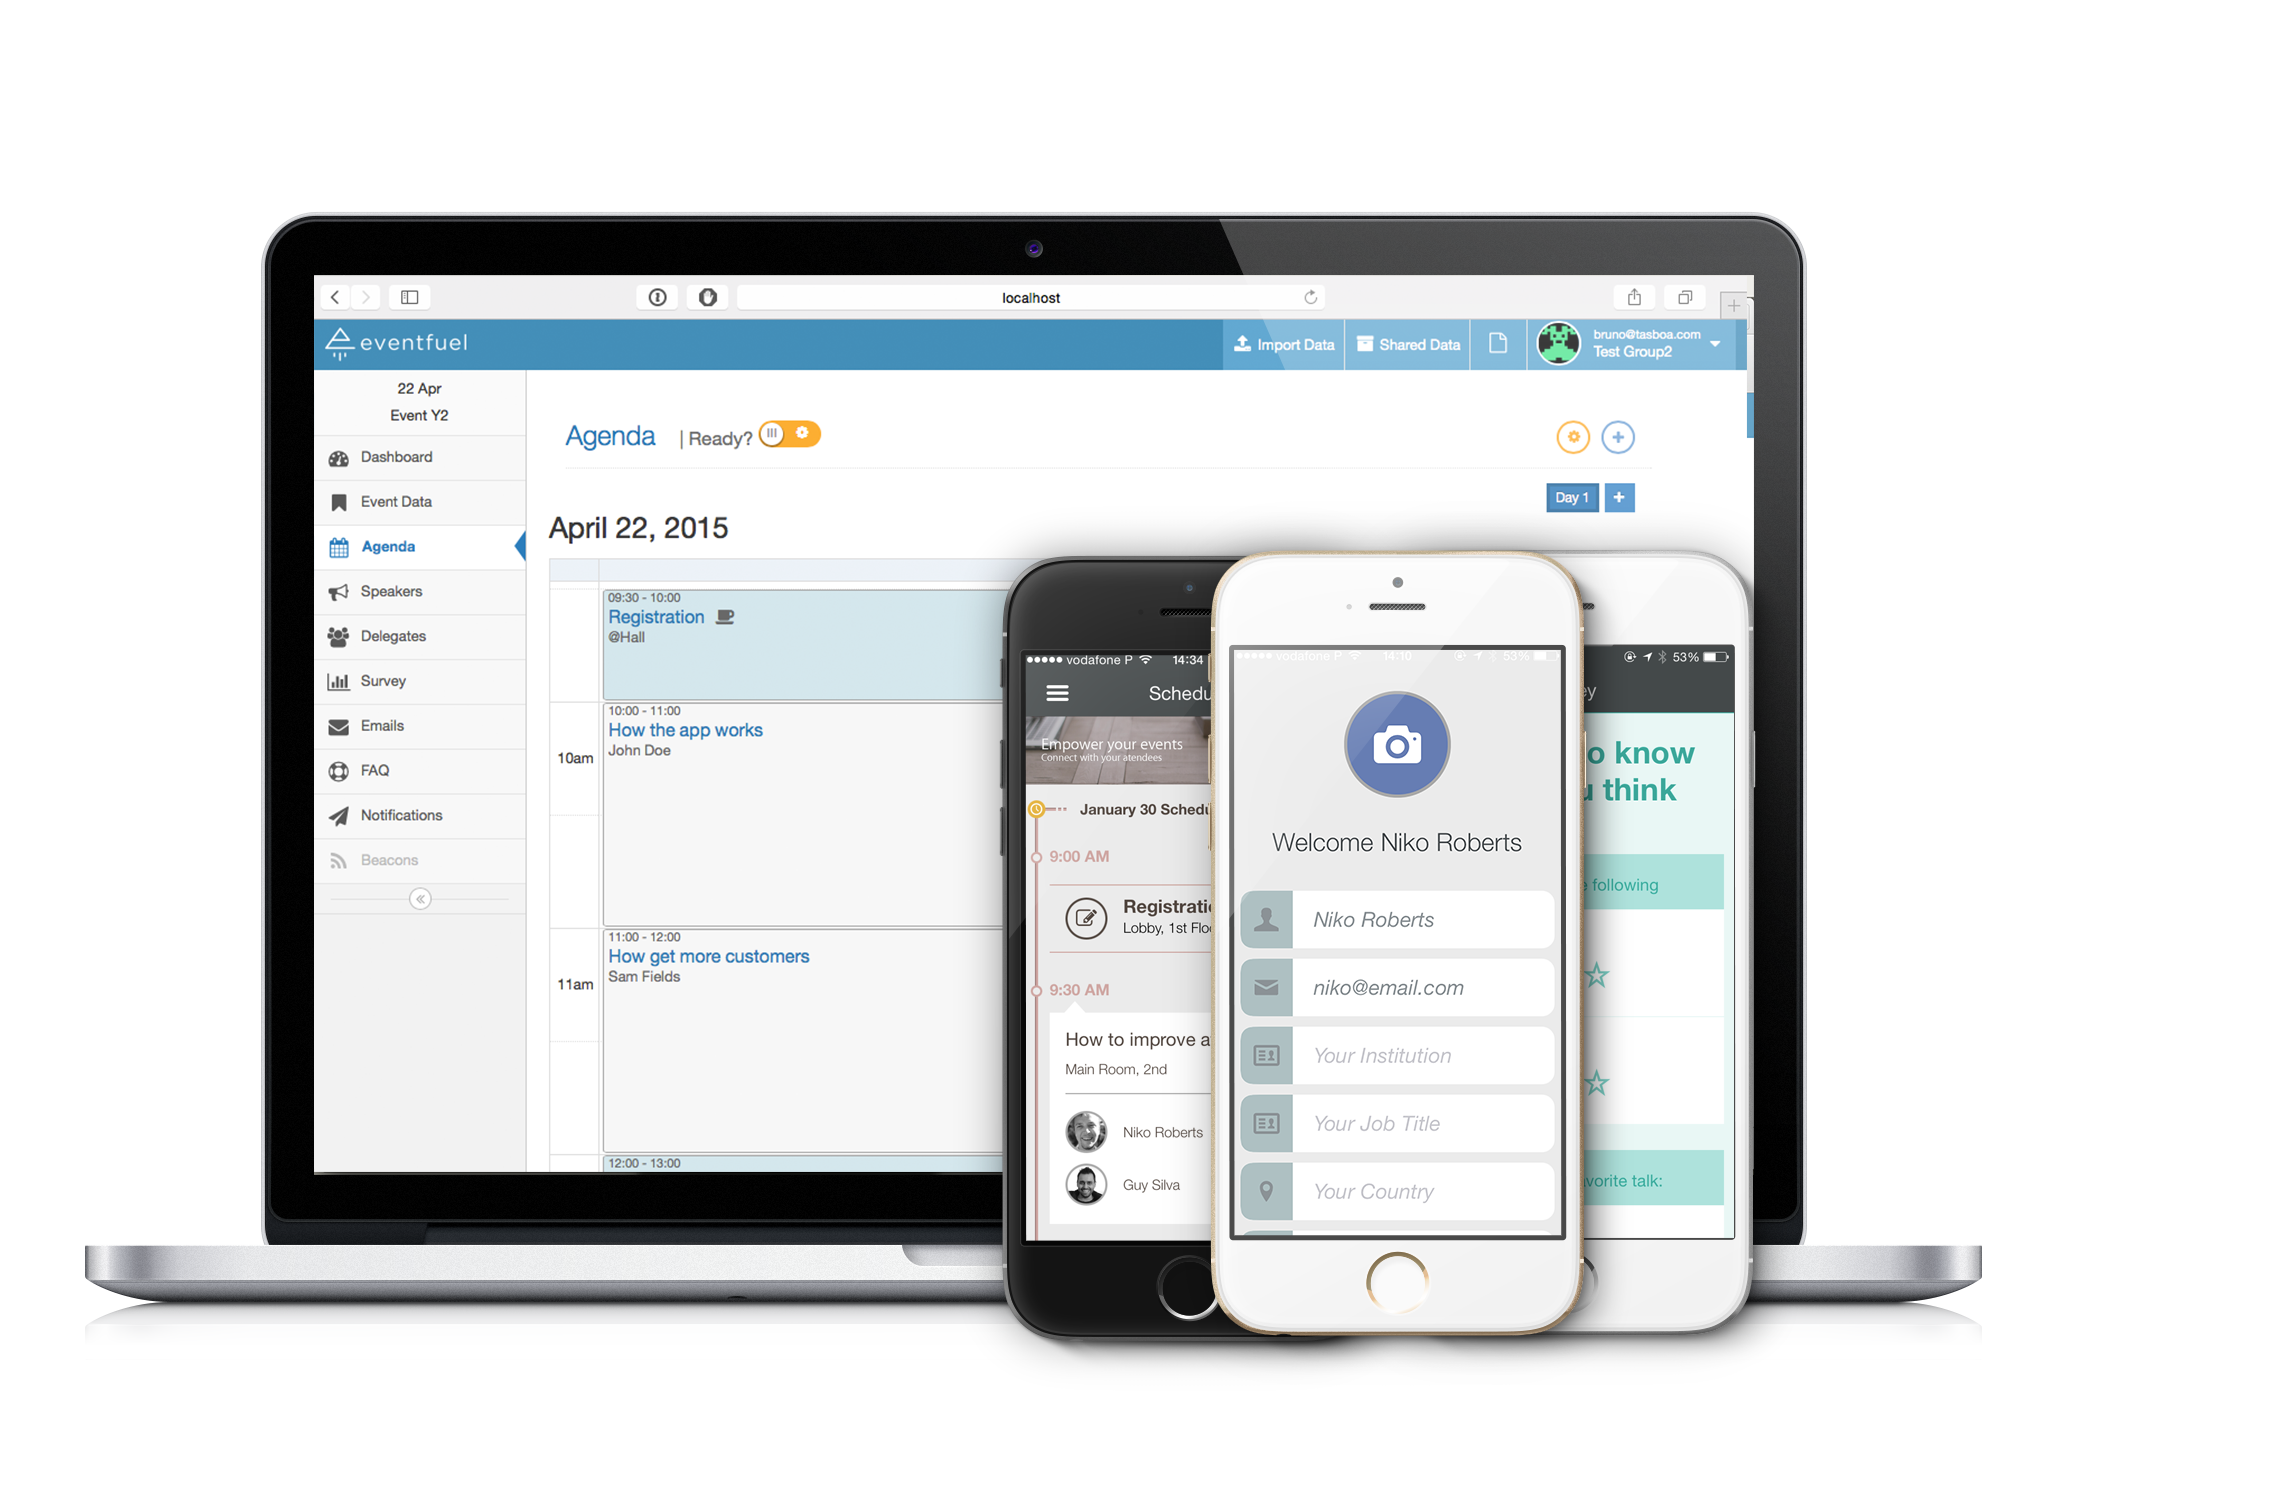 localhost
eventfuel
Import Data
Shared Data
bruno@tasboa.com
Test Group2
22 Apr
Event Y2
Dashboard
Event Data
Agenda
Speakers
Delegates
Survey
Emails
FAQ
Notifications
Beacons
Agenda | Ready?
Day 1
April 22, 2015
09:30 - 10:00
Registration
@Hall
10am
10:00 - 11:00
How the app works
John Doe
11am
11:00 - 12:00
How get more customers
Sam Fields
12:00 - 13:00
vodafone P 14:34
Schedu
Empower your events
Connect with your atendees
January 30 Schedu
9:00 AM
Registrati
Lobby, 1st Floo
9:30 AM
How to improve a
Main Room, 2nd
Niko Roberts
Guy Silva
vodafone P 14:10 53%
Welcome Niko Roberts
Niko Roberts
niko@email.com
Your Institution
Your Job Title
Your Country
53%
ey
o know
u think
e following
vorite talk: